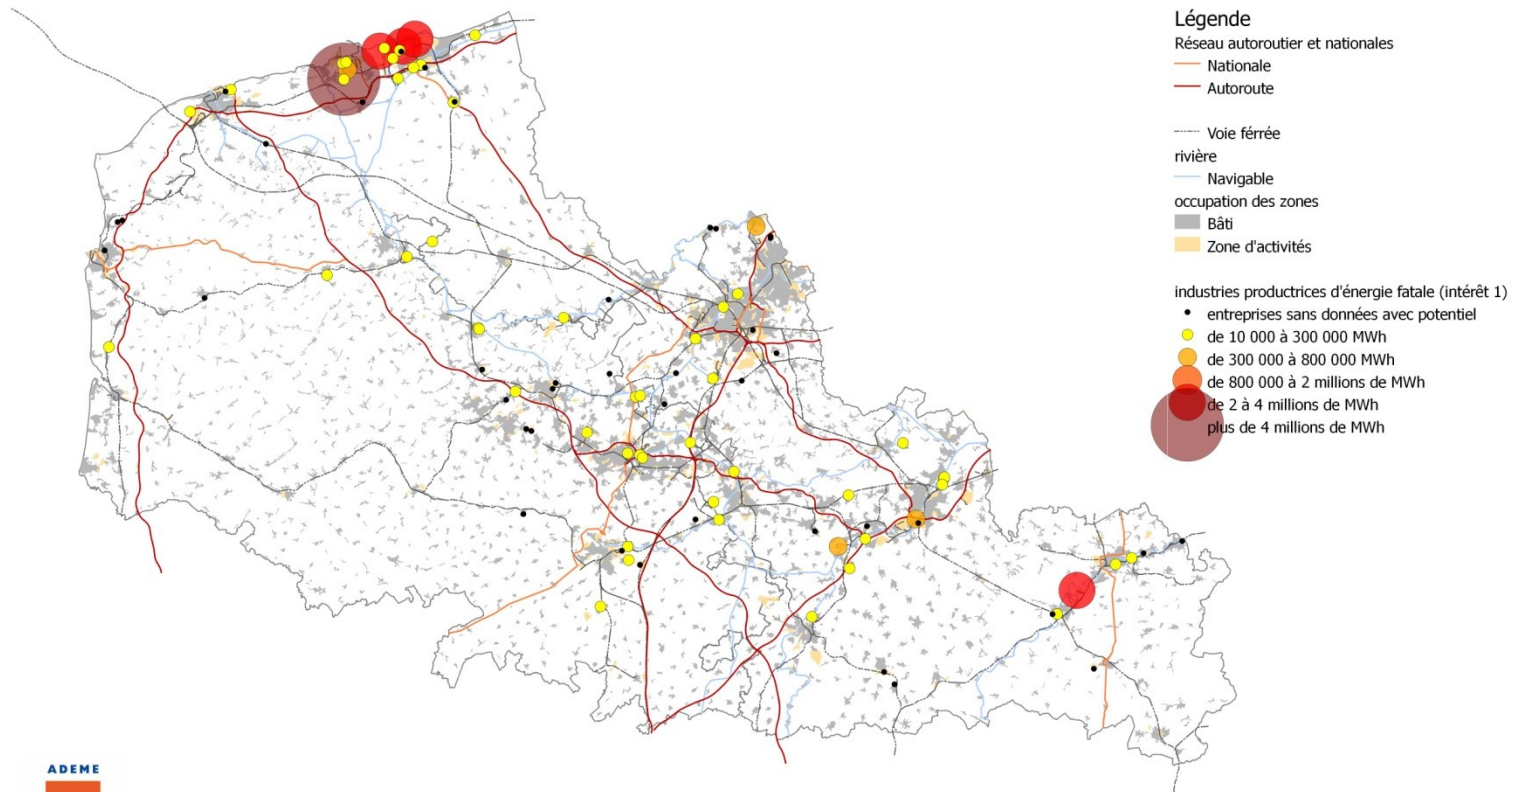 Légende
Réseau autoroutier et nationales
Nationale
Autoroute
Voie férrée
rivière
Navigable
occupation des zones
Bâti
Zone d'activités
industries productrices d'énergie fatale (intérêt 1)
entreprises sans données avec potentiel
de 10 000 à 300 000 MWh
de 300 000 à 800 000 MWh
de 800 000 à 2 millions de MWh
de 2 à 4 millions de MWh
plus de 4 millions de MWh
ADEME